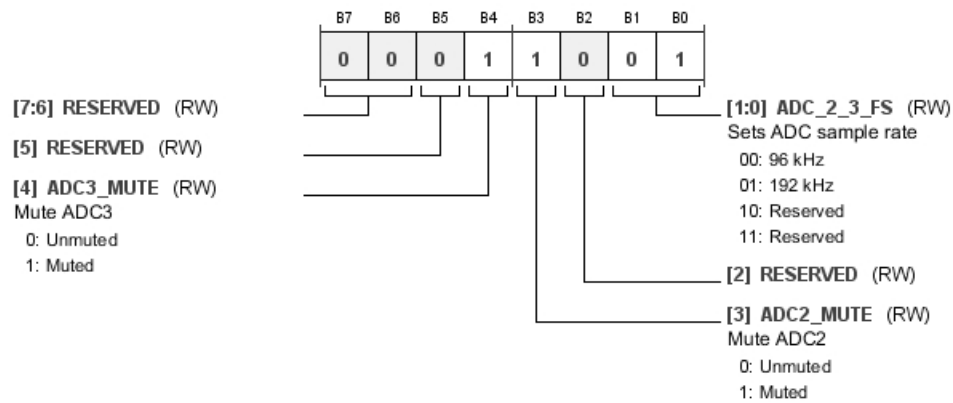 B7 B6 B5 B4 B3 B2 B1 B0
0 0 0 1 1 0 0 1
[7:6] RESERVED (RW)
[5] RESERVED (RW)
[4] ADC3_MUTE (RW)
Mute ADC3
0: Unmuted
1: Muted
[1:0] ADC_2_3_FS (RW)
Sets ADC sample rate
00: 96 kHz
01: 192 kHz
10: Reserved
11: Reserved
[2] RESERVED (RW)
[3] ADC2_MUTE (RW)
Mute ADC2
0: Unmuted
1: Muted